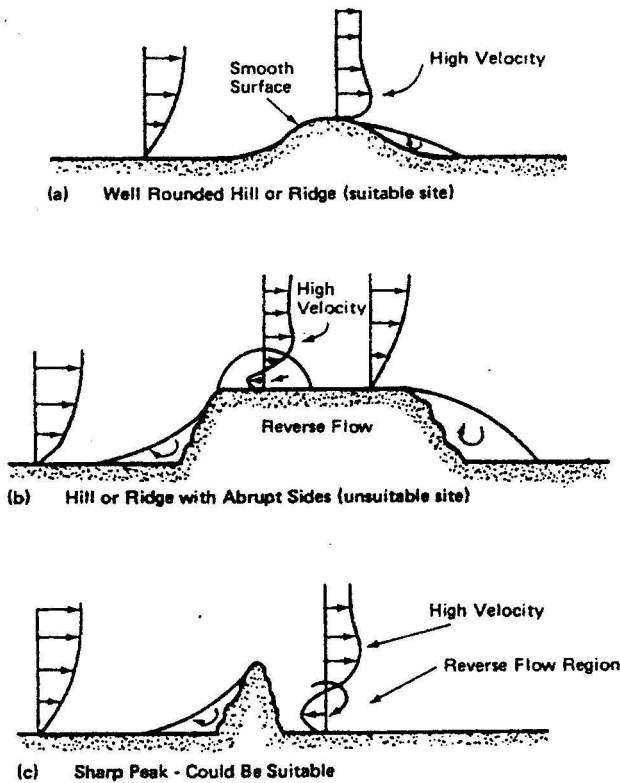 Smooth
Surface
High Velocity
(a) Well Rounded Hill or Ridge (suitable site)
High
Velocity
Reverse Flow
(b) Hill or Ridge with Abrupt Sides (unsuitable site)
High Velocity
Reverse Flow Region
(c) Sharp Peak - Could Be Suitable